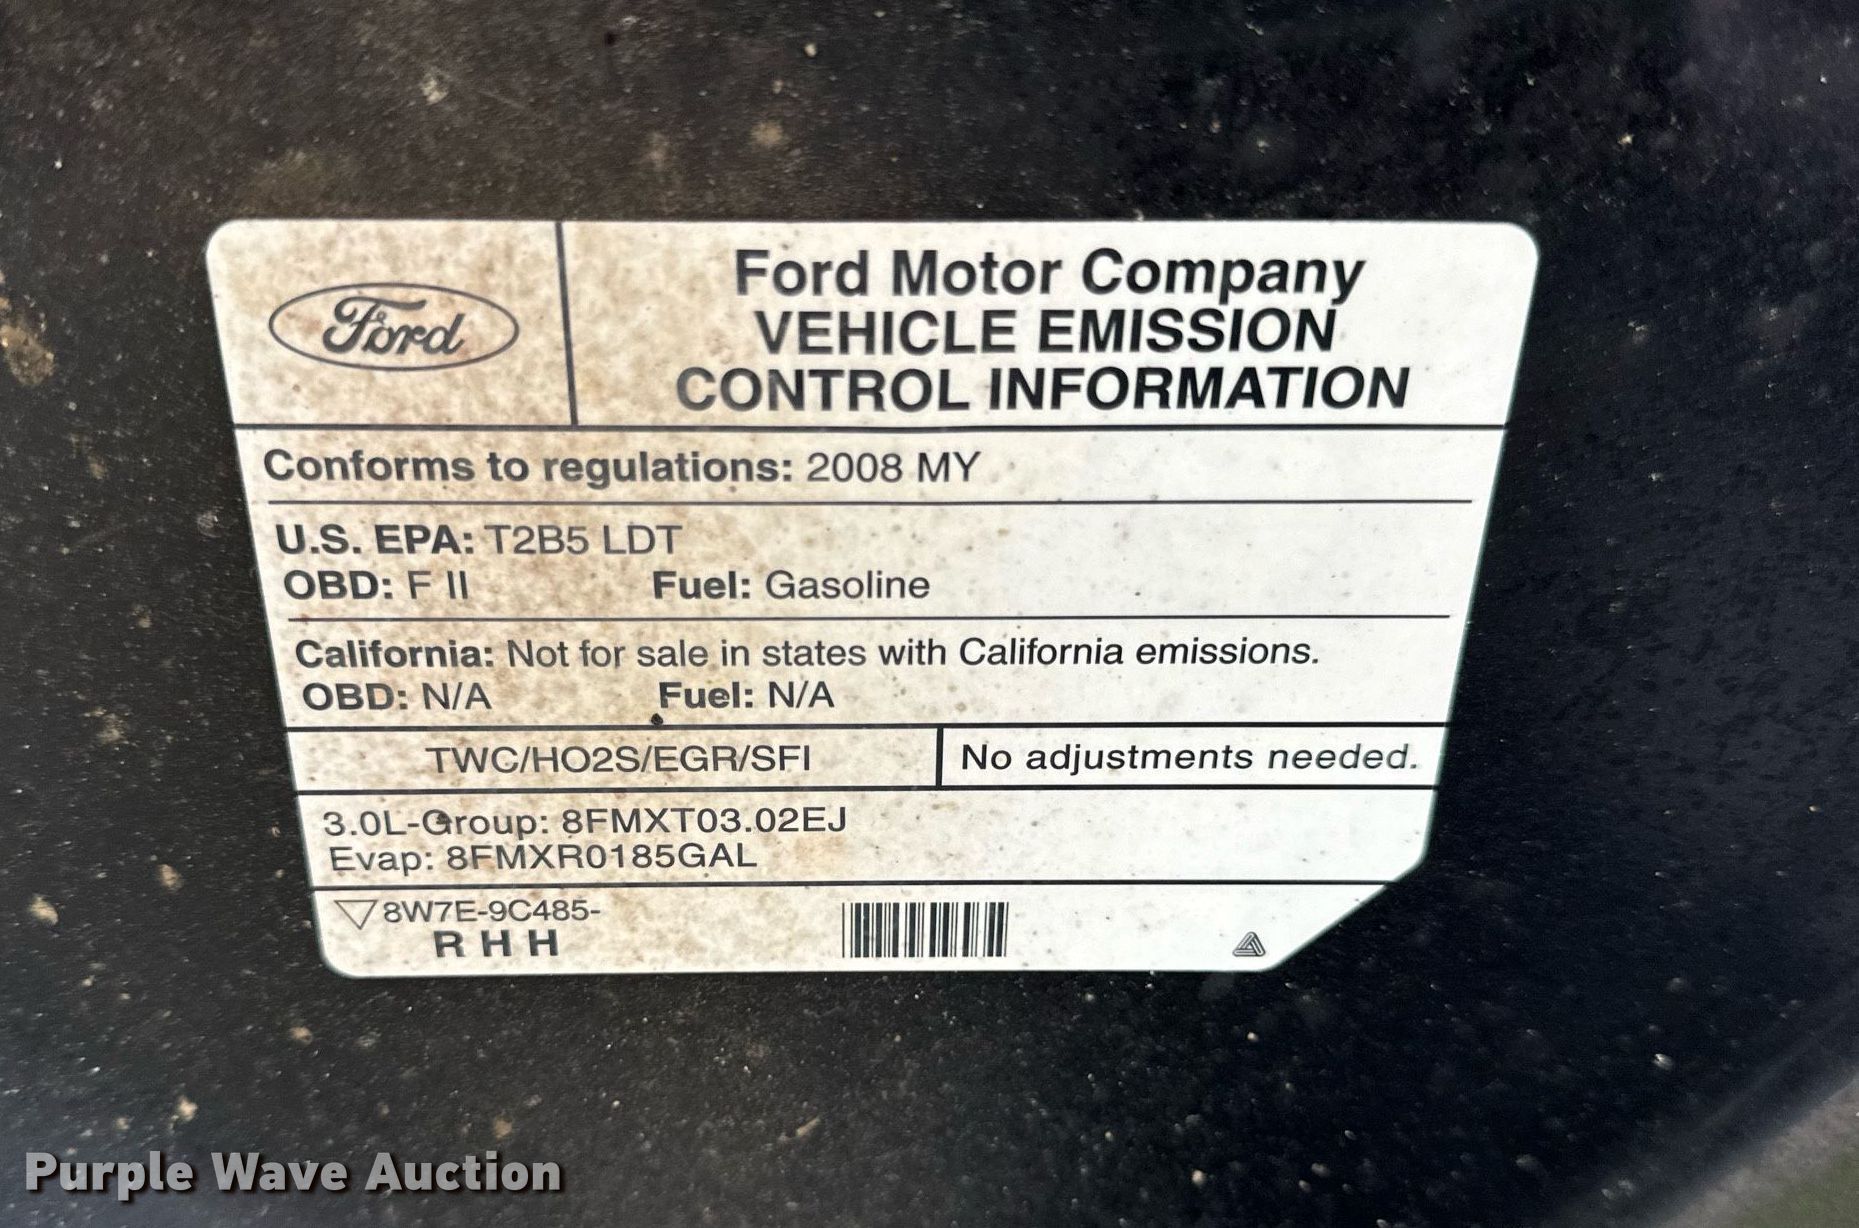 Ford
Ford Motor Company
VEHICLE EMISSION
CONTROL INFORMATION
Conforms to regulations: 2008 MY
U.S. EPA: T2B5 LDT
OBD: F II Fuel: Gasoline
California: Not for sale in states with California emissions.
OBD: N/A Fuel: N/A
TWC/HO2S/EGR/SFI No adjustments needed.
3.0L-Group: 8FMXT03.02EJ
Evap: 8FMXR0185GAL
8W7E-9C485-
R H H
Purple Wave Auction